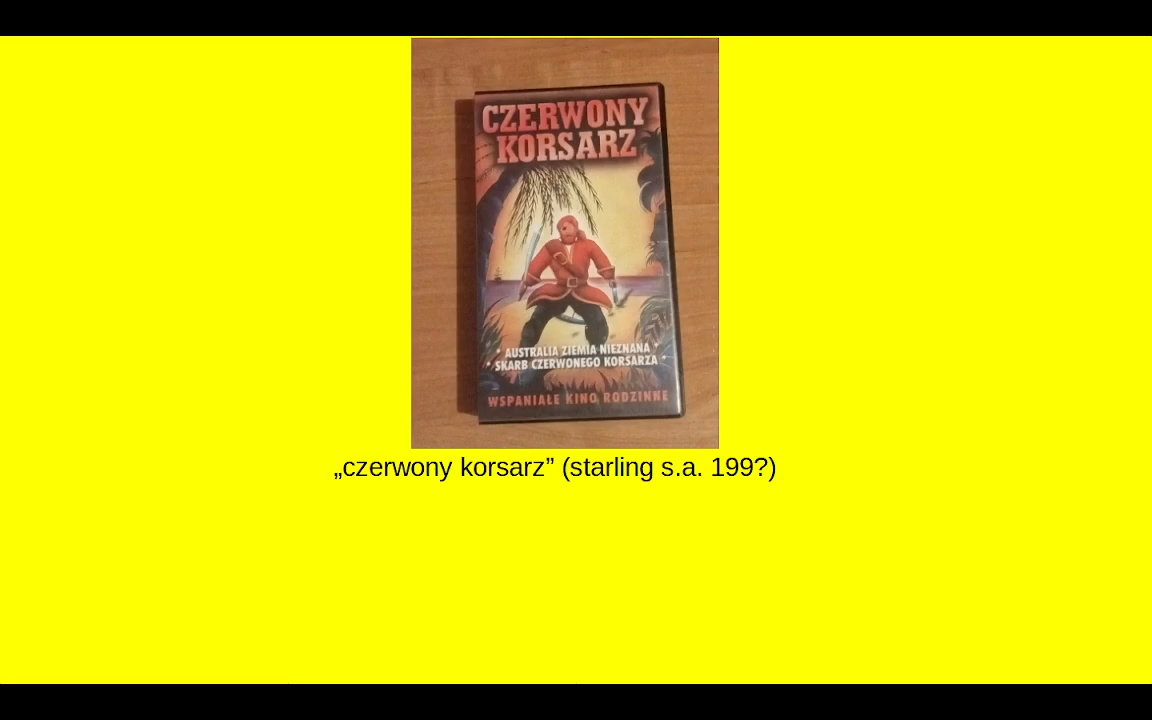 CZERWONY
KORSARZ
• AUSTRALIA ZIEMIA NIEZNANA •
• SKARB CZERWONEGO KORSARZA •
WSPANIAŁE KINO RODZINNE
„czerwony korsarz” (starling s.a. 199?)